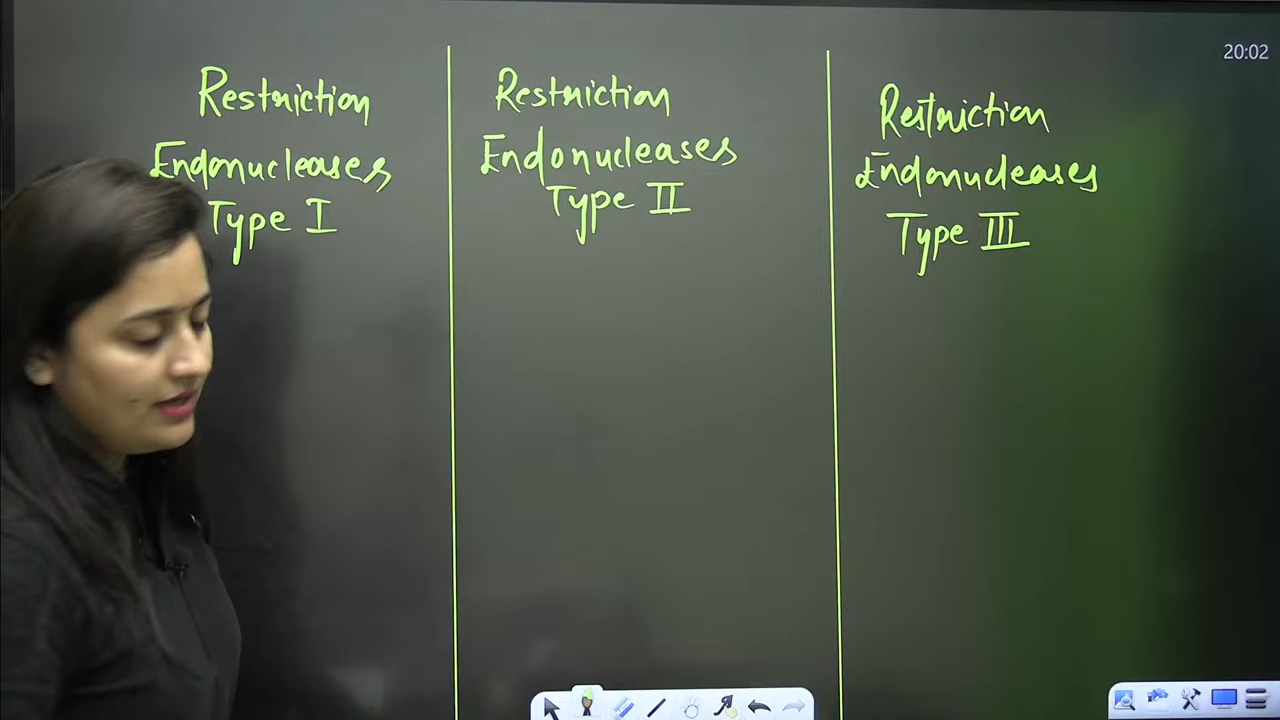 20:02
Restriction
Endonucleases
Type I
Restriction
Endonucleases
Type II
Restriction
Endonucleases
Type III